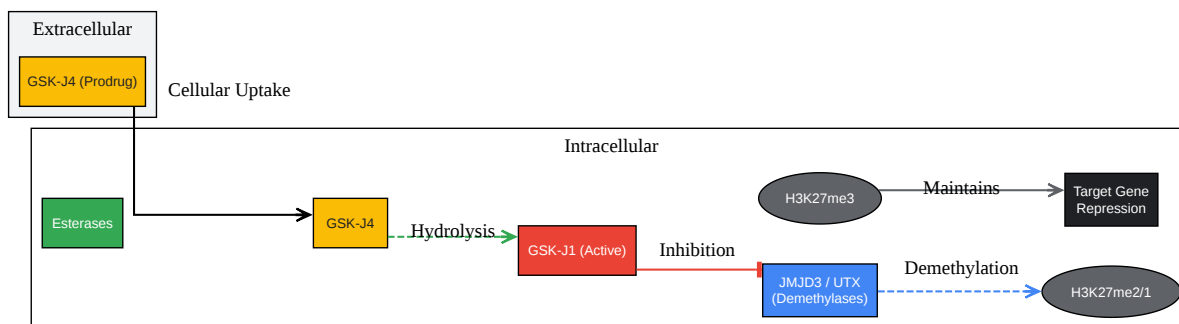 Extracellular
GSK-J4 (Prodrug)
Cellular Uptake
Intracellular
Esterases
GSK-J4
Hydrolysis
GSK-J1 (Active)
Inhibition
JMJD3 / UTX
(Demethylases)
Demethylation
H3K27me2/1
H3K27me3
Maintains
Target Gene
Repression